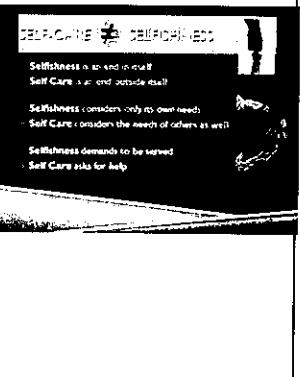 SELF-CARE ≠ SELFISHNESS
Selfishness is an end in itself
Self Care is an end outside itself
Selfishness considers only its own needs
Self Care considers the needs of others as well
Selfishness demands to be served
Self Care asks for help